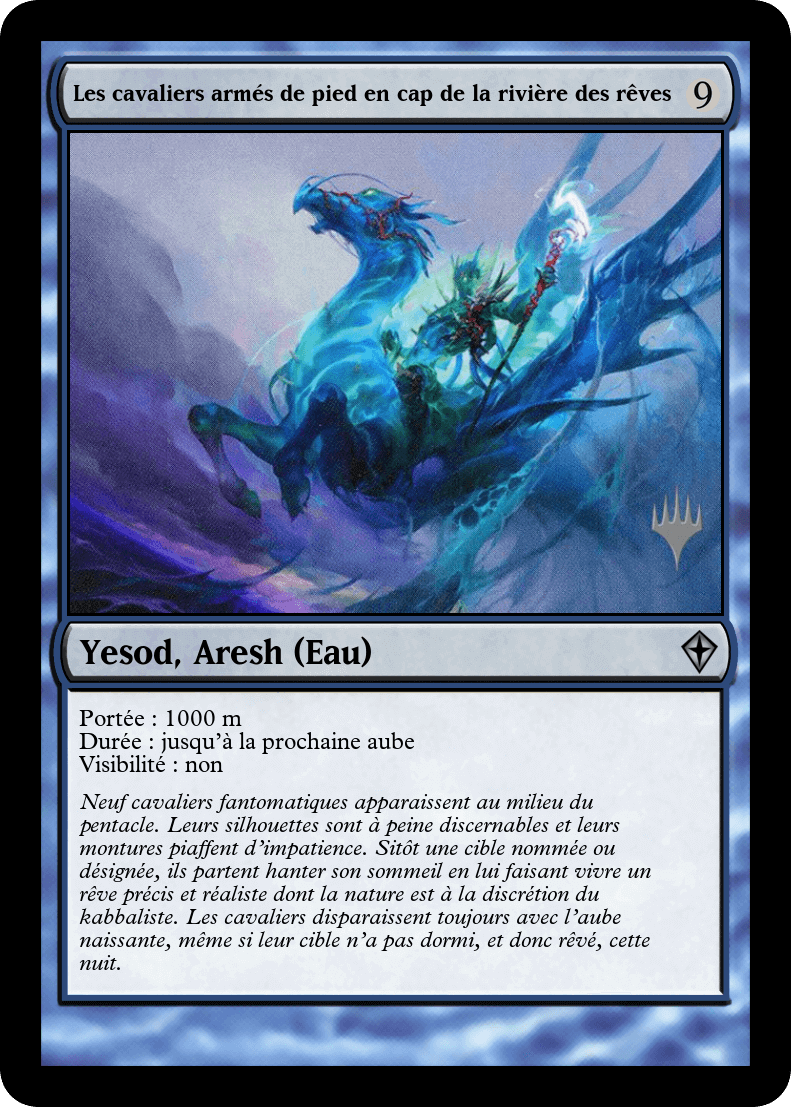 Les cavaliers armés de pied en cap de la rivière des rêves 9
Yesod, Aresh (Eau)
Portée : 1000 m
Durée : jusqu'à la prochaine aube
Visibilité : non
Neuf cavaliers fantomatiques apparaissent au milieu du
pentacle. Leurs silhouettes sont à peine discernables et leurs
montures piaffent d'impatience. Sitôt une cible nommée ou
désignée, ils partent hanter son sommeil en lui faisant vivre un
rêve précis et réaliste dont la nature est à la discrétion du
kabbaliste. Les cavaliers disparaissent toujours avec l'aube
naissante, même si leur cible n'a pas dormi, et donc rêvé, cette
nuit.